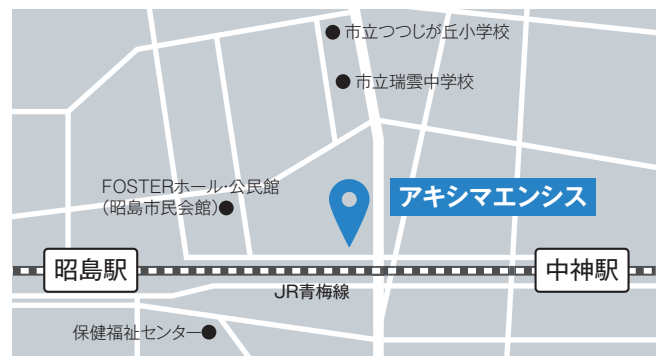 市立つつじが丘小学校
市立瑞雲中学校
FOSTERホール・公民館
（昭島市民会館）
アキシマエンシス
昭島駅
中神駅
JR青梅線
保健福祉センター